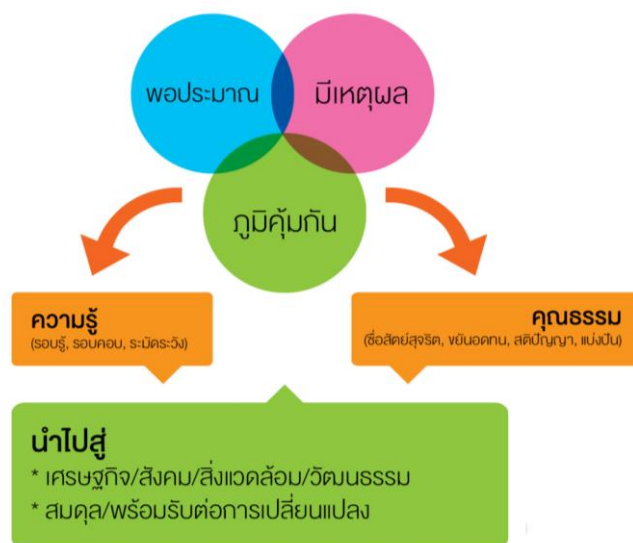 พอประมาณ
มีเหตุผล
ภูมิคุ้มกัน
ความรู้
(รอบรู้, รอบคอบ, ระมัดระวัง)
คุณธรรม
(ซื่อสัตย์สุจริต, ขยันอดทน, สติปัญญา, แบ่งปัน)
นำไปสู่
* เศรษฐกิจ/สังคม/สิ่งแวดล้อม/วัฒนธรรม
* สมดุล/พร้อมรับต่อการเปลี่ยนแปลง